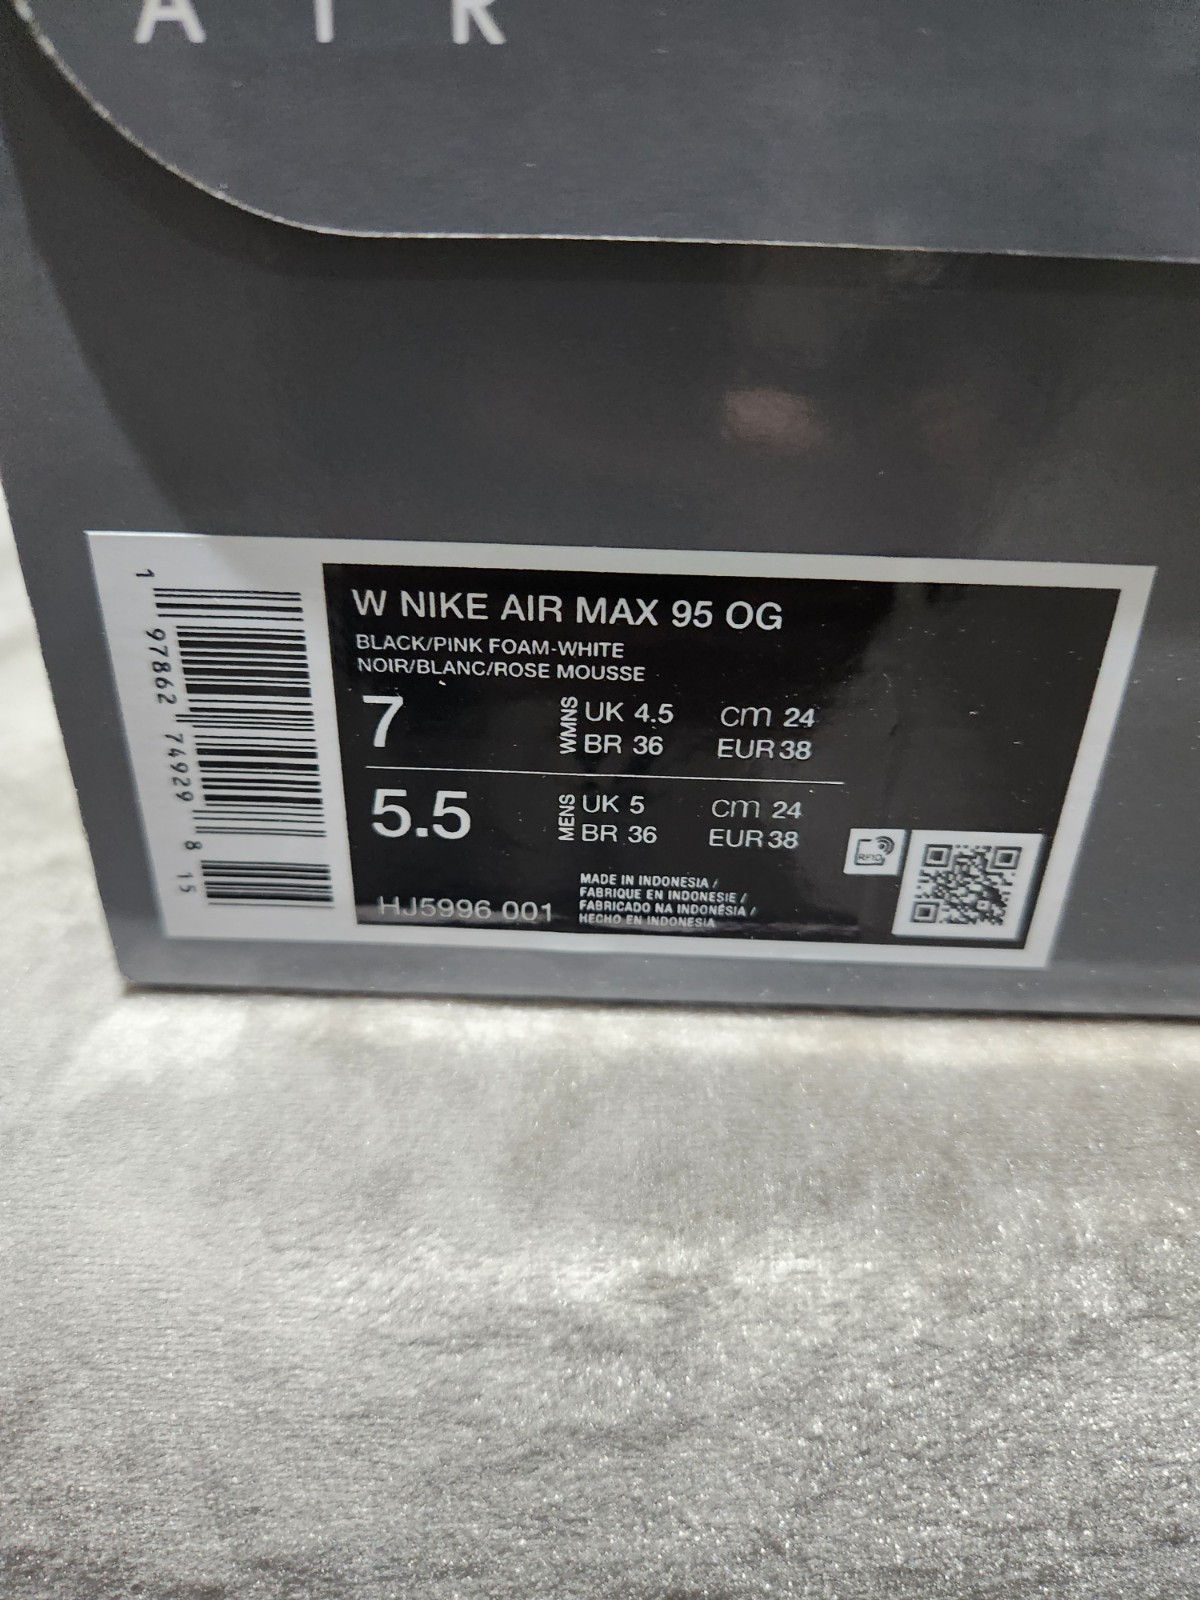 AIR
W NIKE AIR MAX 95 OG
BLACK/PINK FOAM-WHITE
NOIR/BLANC/ROSE MOUSSE
7
WMNS
UK 4.5 cm 24
BR 36 EUR 38
5.5
MENS
UK 5 cm 24
BR 36 EUR 38
HJ5996 001
MADE IN INDONESIA /
FABRIQUE EN INDONESIE /
FABRICADO NA INDONÉSIA /
HECHO EN INDONESIA
RFID
1 97862 74929 8 15